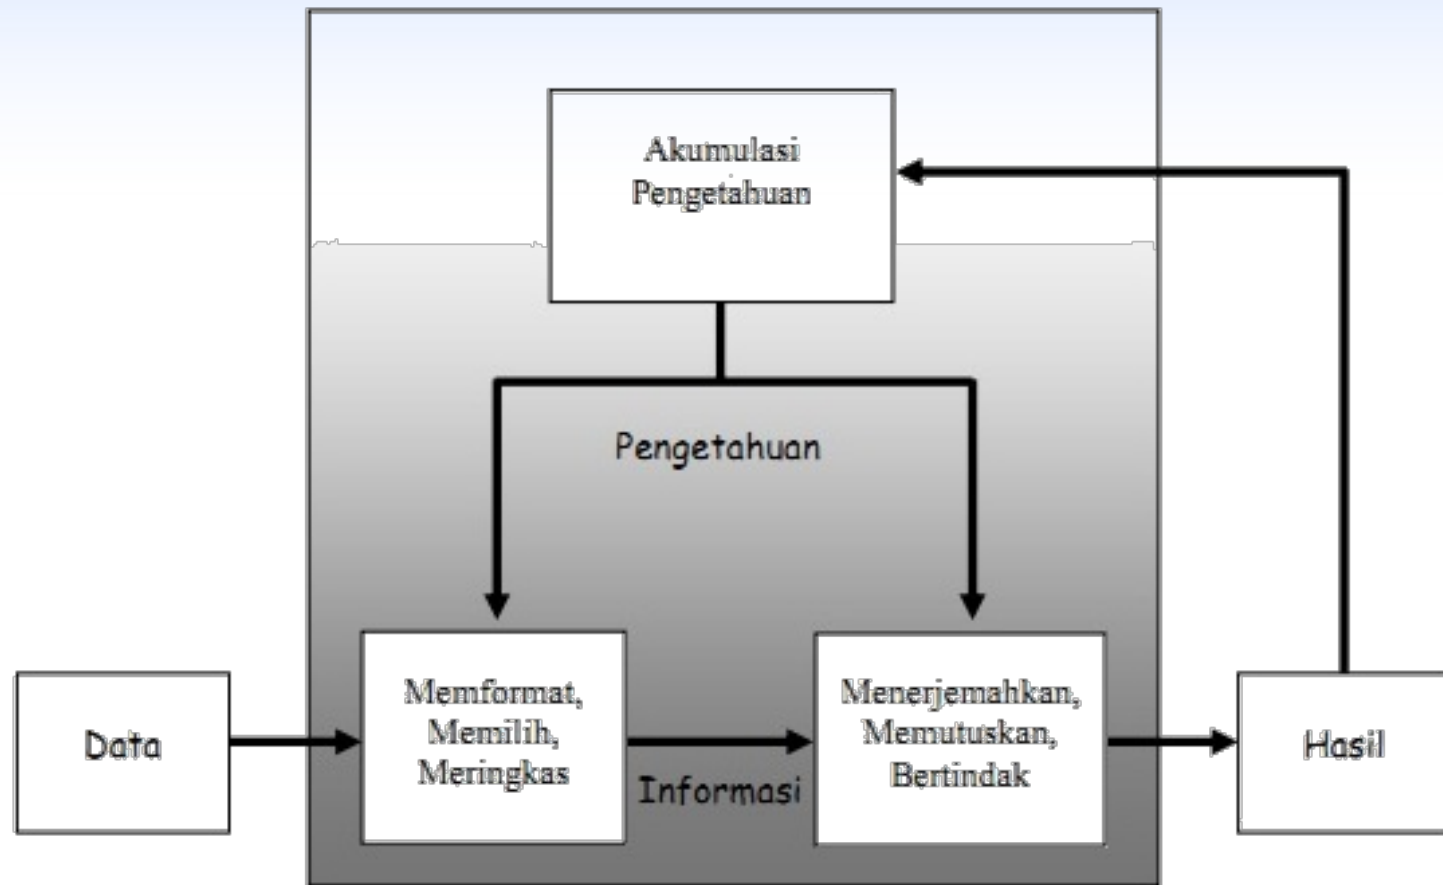 Akumulasi
Pengetahuan
Pengetahuan
Data
Memformat,
Memilih,
Meringkas
Informasi
Menerjemahkan,
Memutuskan,
Bertindak
Hasil